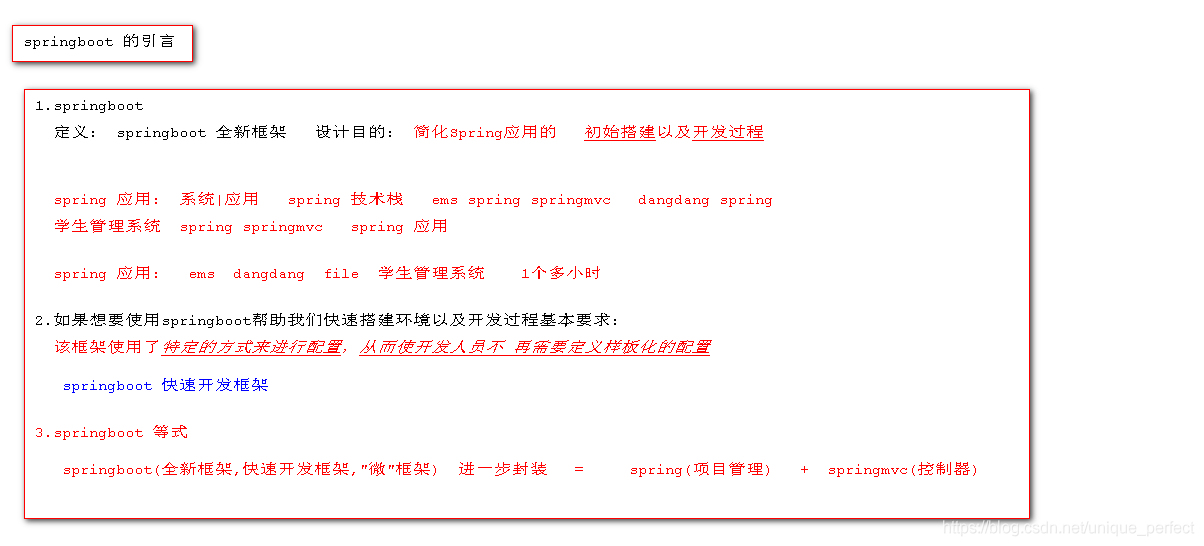 springboot 的引言
1.springboot
定义： springboot 全新框架 设计目的： 简化Spring应用的 初始搭建以及开发过程
spring 应用： 系统|应用 spring 技术栈 ems spring springmvc dangdang spring
学生管理系统 spring springmvc spring 应用
spring 应用： ems dangdang file 学生管理系统 1个多小时
2.如果想要使用springboot帮助我们快速搭建环境以及开发过程基本要求：
该框架使用了特定的方式来进行配置，从而使开发人员不 再需要定义样板化的配置
springboot 快速开发框架
3.springboot 等式
springboot(全新框架,快速开发框架,"微"框架) 进一步封装 = spring(项目管理) + springmvc(控制器)
https://blog.csdn.net/unique_perfect